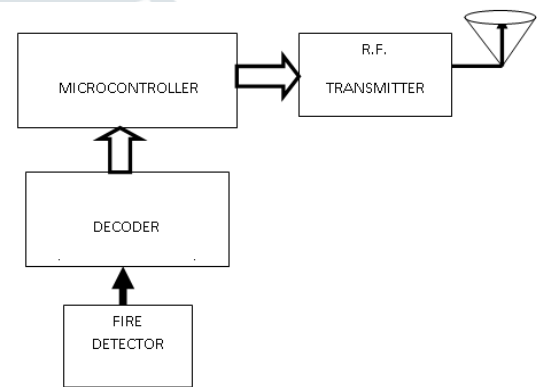 R.F.
TRANSMITTER
MICROCONTROLLER
DECODER
FIRE
DETECTOR